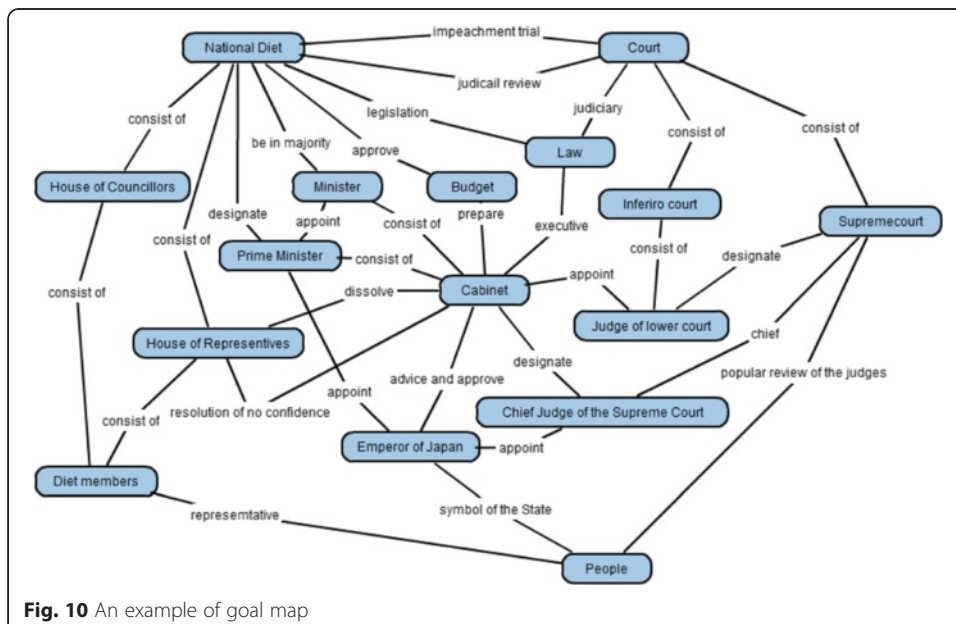 impeachment trial
National Diet
Court
judicail review
legislation
judiciary
consist of
be in majority
approve
Law
consist of
consist of
House of Councillors
Minister
Budget
Inferiro court
Supremecourt
designate
appoint
consist of
prepare
executive
consist of
Prime Minister
consist of
consist of
designate
appoint
consist of
dissolve
Cabinet
Judge of lower court
House of Representives
chief
designate
popular review of the judges
advice and approve
appoint
consist of
resolution of no confidence
Chief Judge of the Supreme Court
Emperor of Japan
appoint
Diet members
representative
symbol of the State
People
Fig. 10 An example of goal map